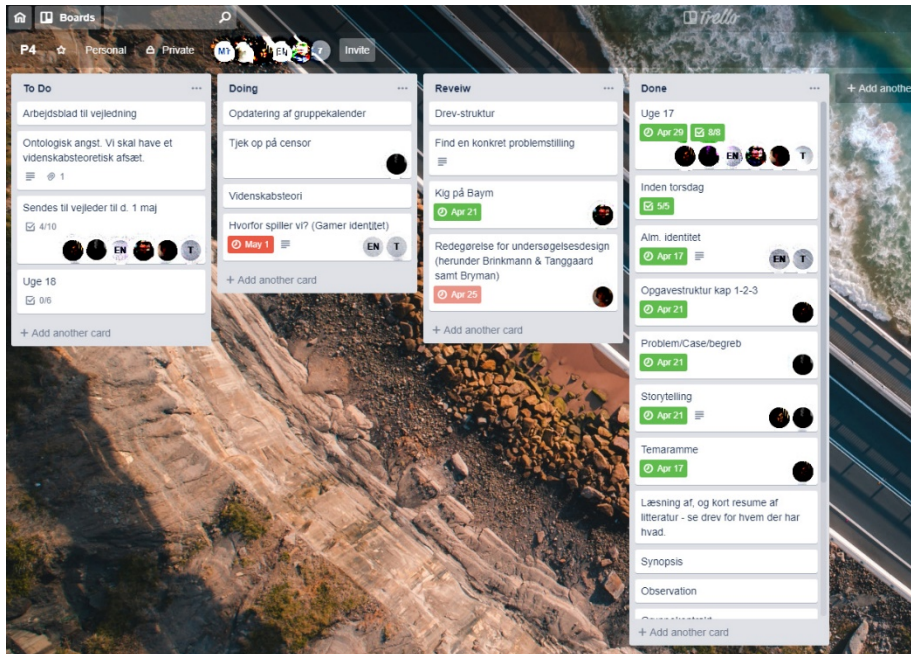 Boards
Trello
P4
Personal
Private
EN
Invite
To Do
Arbejdsblad til vejledning
Ontologisk angst. Vi skal have et
videnskabsteoretisk afsæt.
1
Sendes til vejleder til d. 1 maj
4/10
EN T
Uge 18
0/6
+ Add another card
Doing
Opdatering af gruppekalender
Tjek op på censor
Videnskabsteori
Hvorfor spiller vi? (Gamer identitet)
May 1
EN T
+ Add another card
Reveiw
Drev-struktur
Find en konkret problemstilling
Kig på Baym
Apr 21
Redegørelse for undersøgelsesdesign
(herunder Brinkmann & Tanggaard
samt Bryman)
Apr 25
+ Add another card
Done
Uge 17
Apr 29 8/8
EN T
Inden torsdag
5/5
Alm. identitet
Apr 17
EN T
Opgavestruktur kap 1-2-3
Apr 21
Problem/Case/begreb
Apr 21
Storytelling
Apr 21
Temaramme
Apr 17
Læsning af, og kort resume af
litteratur - se drev for hvem der har
hvad.
Synopsis
Observation
+ Add another card
+ Add another